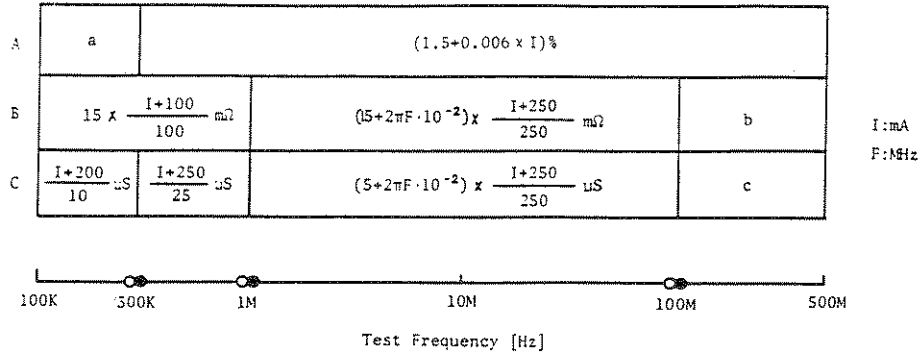 A a (1.5+0.006 x I)%
B 15 x I+100/100 mΩ (15+2πF·10⁻²)x I+250/250 mΩ b
I:mA
F:MHz
C I+200/10 uS I+250/25 uS (5+2πF·10⁻²) x I+250/250 uS c
100K 300K 1M 10M 100M 500M
Test Frequency [Hz]